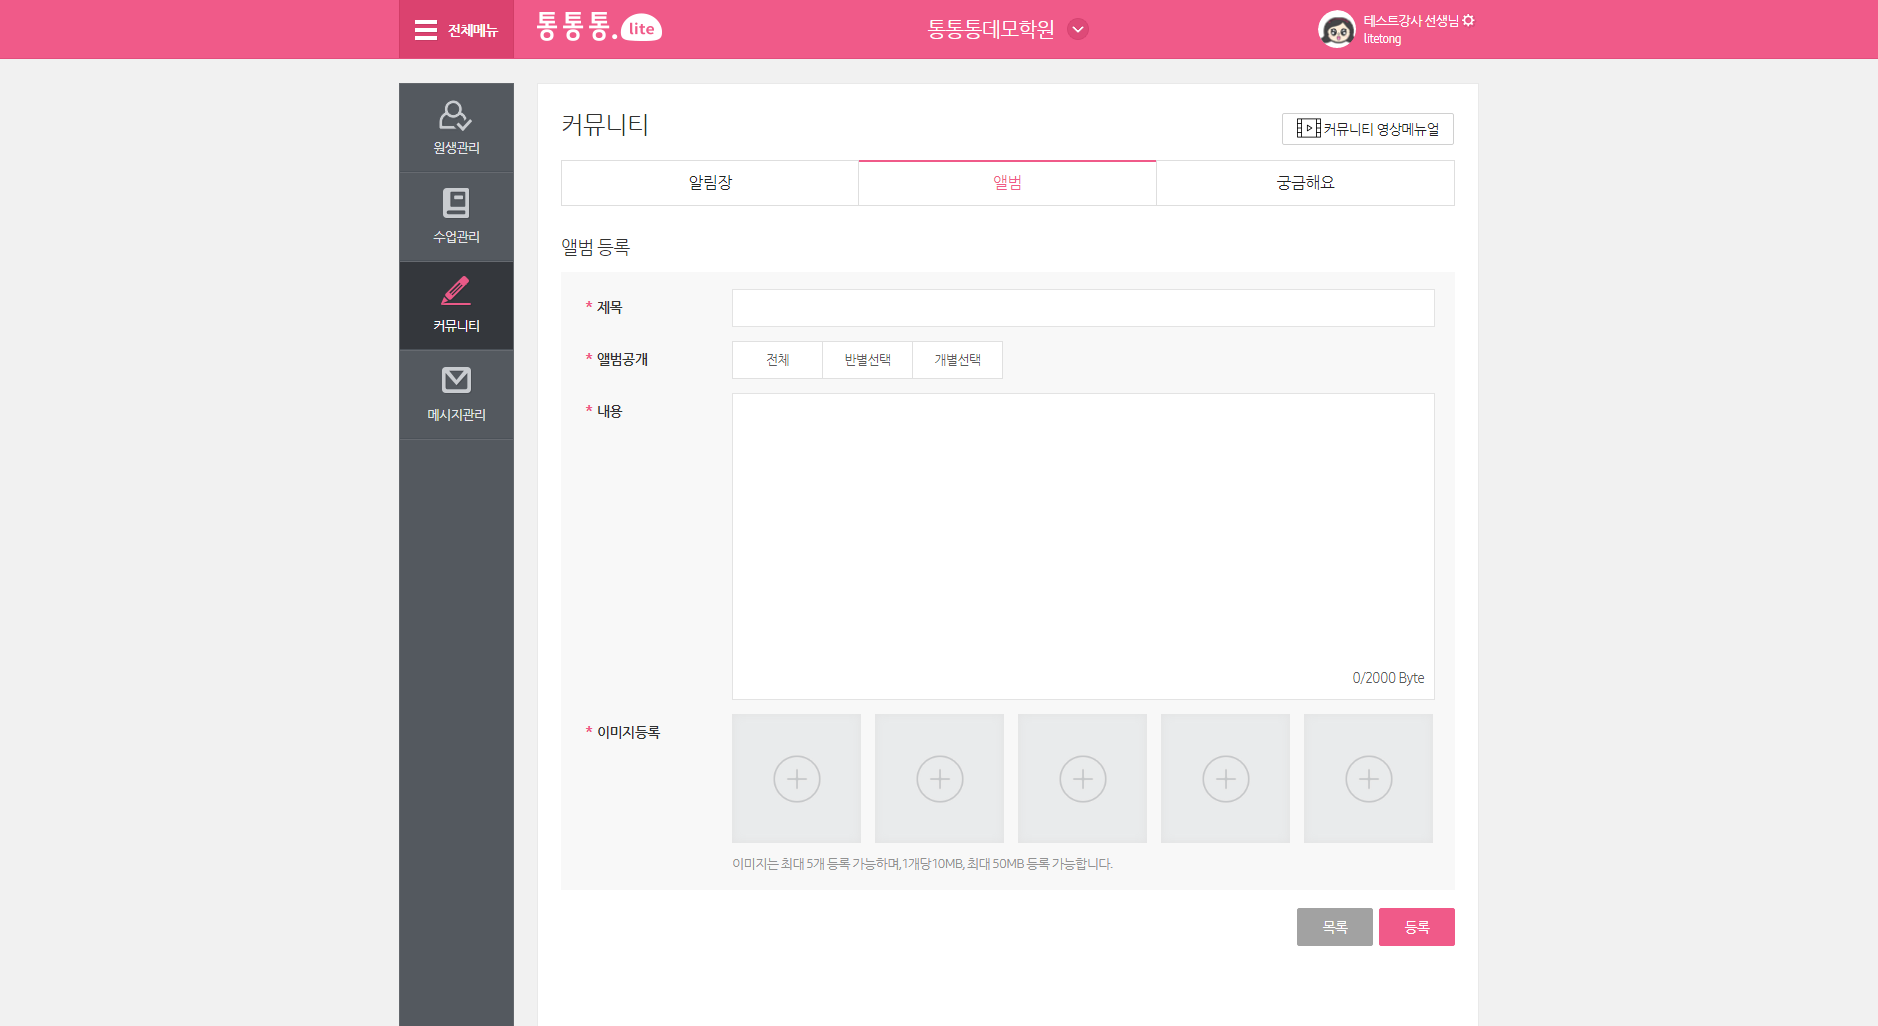 전체메뉴
통통통.lite
통통통데모학원
테스트강사 선생님
litetong
원생관리
수업관리
커뮤니티
메시지관리
커뮤니티
커뮤니티 영상메뉴얼
알림장
앨범
궁금해요
앨범 등록
* 제목
* 앨범공개
전체
반별선택
개별선택
* 내용
0/2000 Byte
* 이미지등록
이미지는 최대 5개 등록 가능하며,1개당10MB, 최대 50MB 등록 가능합니다.
목록
등록